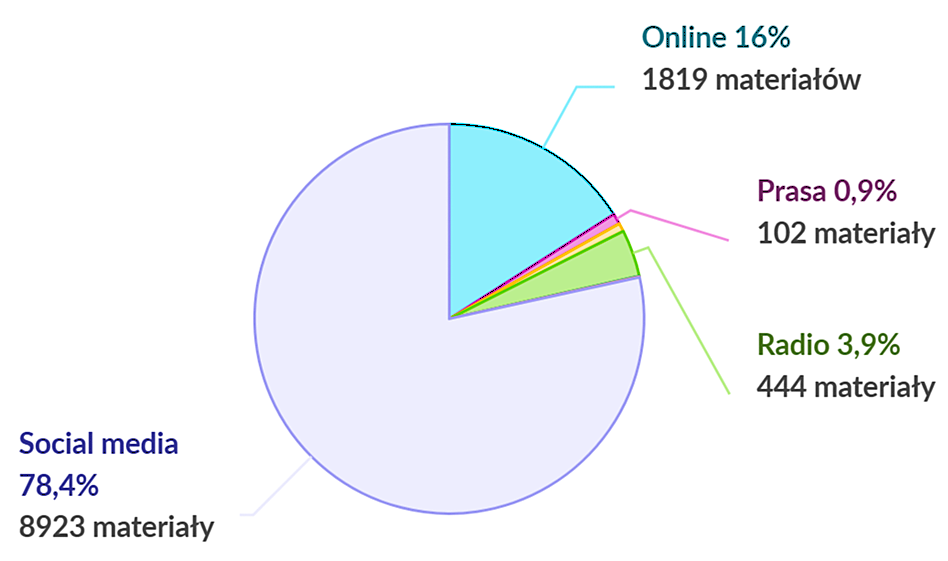 Online 16%
1819 materiałów
Prasa 0,9%
102 materiały
Radio 3,9%
444 materiały
Social media
78,4%
8923 materiały